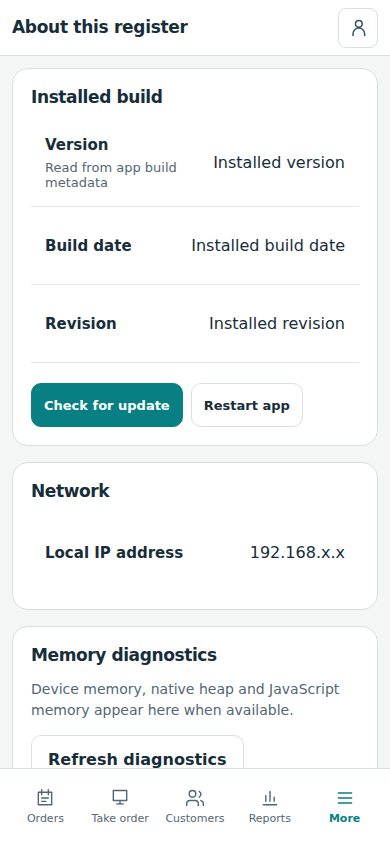 About this register
Installed build
Version
Read from app build
metadata
Installed version
Build date
Installed build date
Revision
Installed revision
Check for update
Restart app
Network
Local IP address
192.168.x.x
Memory diagnostics
Device memory, native heap and JavaScript
memory appear here when available.
Refresh diagnostics
Orders
Take order
Customers
Reports
More